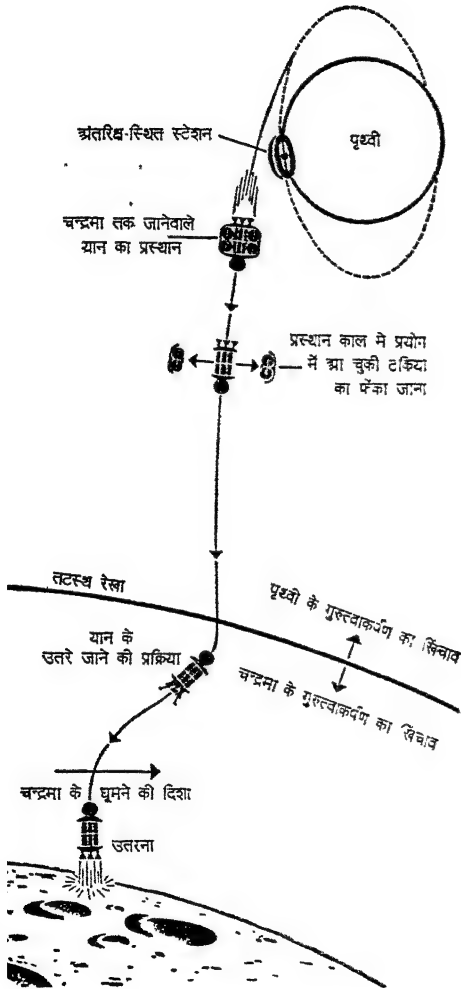 पृथ्वी
अंतरिक्ष-स्थित स्टेशन
चन्द्रमा तक जानेवाले
यान का प्रस्थान
प्रस्थान काल मे प्रयोग
में आ चुकी टंकियों
का फेंका जाना
तटस्थ रेखा
पृथ्वी के गुरुत्वाकर्षण का खिंचाव
यान के
उतरे जाने की प्रक्रिया
चन्द्रमा के गुरुत्वाकर्षण का खिंचाव
चन्द्रमा के घूमने की दिशा
उतरना